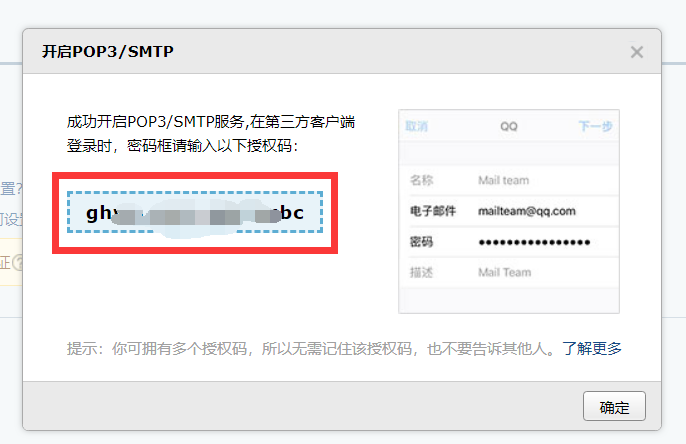 开启POP3/SMTP
成功开启POP3/SMTP服务,在第三方客户端
登录时，密码框请输入以下授权码：
取消 QQ 下一步
名称 Mail team
电子邮件 mailteam@qq.com
密码 ●●●●●●●●●●●●●●●●
描述 Mail Team
置?
可设置
证
提示：你可拥有多个授权码，所以无需记住该授权码，也不要告诉其他人。了解更多
确定